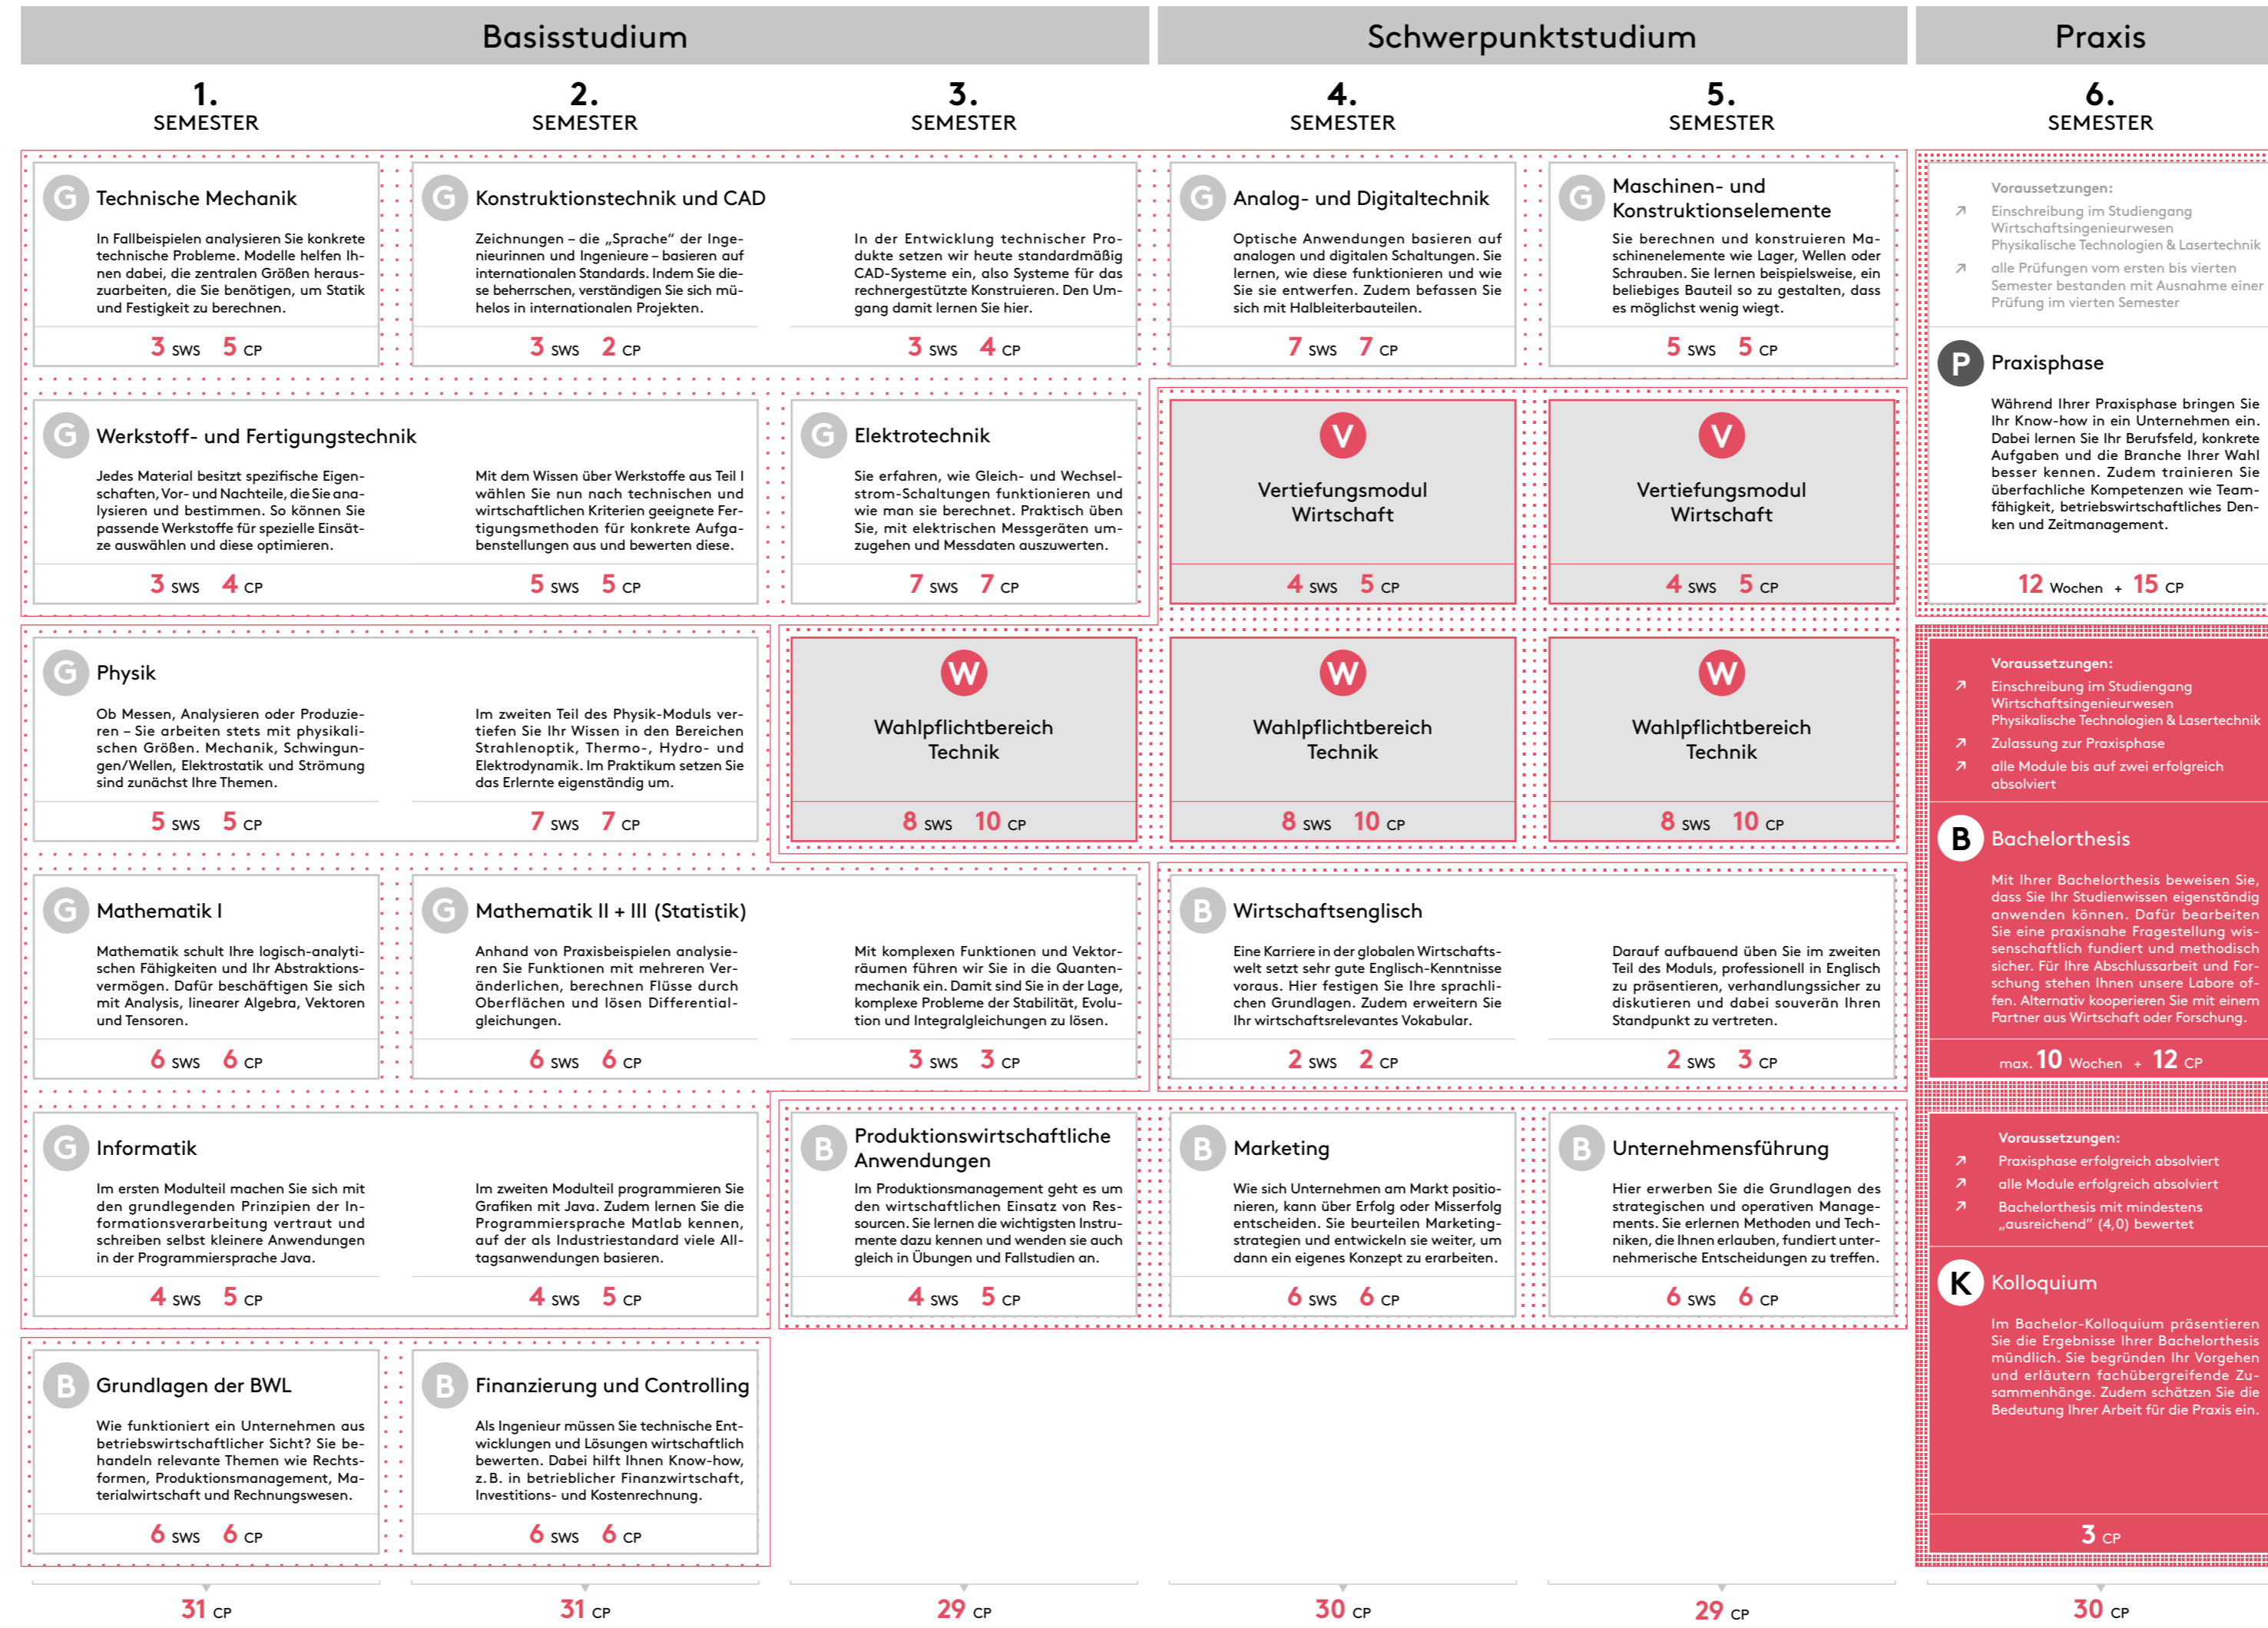 Basisstudium
Schwerpunktstudium
Praxis
1.
SEMESTER
2.
SEMESTER
3.
SEMESTER
4.
SEMESTER
5.
SEMESTER
6.
SEMESTER
G Technische Mechanik
In Fallbeispielen analysieren Sie konkrete
technische Probleme. Modelle helfen Ih-
nen dabei, die zentralen Größen heraus-
zuarbeiten, die Sie benötigen, um Statik
und Festigkeit zu berechnen.
3 SWS 5 CP
G Konstruktionstechnik und CAD
Zeichnungen – die „Sprache“ der Inge-
nieurinnen und Ingenieure – basieren auf
internationalen Standards. Indem Sie die-
se beherrschen, verständigen Sie sich mü-
helos in internationalen Projekten.
3 SWS 2 CP
In der Entwicklung technischer Pro-
dukte setzen wir heute standardmäßig
CAD-Systeme ein, also Systeme für das
rechnergestützte Konstruieren. Den Um-
gang damit lernen Sie hier.
3 SWS 4 CP
G Analog- und Digitaltechnik
Optische Anwendungen basieren auf
analogen und digitalen Schaltungen. Sie
lernen, wie diese funktionieren und wie
Sie sie entwerfen. Zudem befassen Sie
sich mit Halbleiterbauteilen.
7 SWS 7 CP
G Maschinen- und
Konstruktionselemente
Sie berechnen und konstruieren Ma-
schinenelemente wie Lager, Wellen oder
Schrauben. Sie lernen beispielsweise, ein
beliebiges Bauteil so zu gestalten, dass
es möglichst wenig wiegt.
5 SWS 5 CP
Voraussetzungen:
↗ Einschreibung im Studiengang
Wirtschaftsingenieurwesen
Physikalische Technologien & Lasertechnik
↗ alle Prüfungen vom ersten bis vierten
Semester bestanden mit Ausnahme einer
Prüfung im vierten Semester
P Praxisphase
Während Ihrer Praxisphase bringen Sie
Ihr Know-how in ein Unternehmen ein.
Dabei lernen Sie Ihr Berufsfeld, konkrete
Aufgaben und die Branche Ihrer Wahl
besser kennen. Zudem trainieren Sie
überfachliche Kompetenzen wie Team-
fähigkeit, betriebswirtschaftliches Den-
ken und Zeitmanagement.
12 Wochen + 15 CP
G Werkstoff- und Fertigungstechnik
Jedes Material besitzt spezifische Eigen-
schaften, Vor- und Nachteile, die Sie ana-
lysieren und bestimmen. So können Sie
passende Werkstoffe für spezielle Einsät-
ze auswählen und diese optimieren.
3 SWS 4 CP
Mit dem Wissen über Werkstoffe aus Teil I
wählen Sie nun nach technischen und
wirtschaftlichen Kriterien geeignete Fer-
tigungsmethoden für konkrete Aufga-
benstellungen aus und bewerten diese.
5 SWS 5 CP
G Elektrotechnik
Sie erfahren, wie Gleich- und Wechsel-
strom-Schaltungen funktionieren und
wie man sie berechnet. Praktisch üben
Sie, mit elektrischen Messgeräten um-
zugehen und Messdaten auszuwerten.
7 SWS 7 CP
V
Vertiefungsmodul
Wirtschaft
4 SWS 5 CP
V
Vertiefungsmodul
Wirtschaft
4 SWS 5 CP
G Physik
Ob Messen, Analysieren oder Produzie-
ren – Sie arbeiten stets mit physikali-
schen Größen. Mechanik, Schwingun-
gen/Wellen, Elektrostatik und Strömung
sind zunächst Ihre Themen.
5 SWS 5 CP
Im zweiten Teil des Physik-Moduls ver-
tiefen Sie Ihr Wissen in den Bereichen
Strahlenoptik, Thermo-, Hydro- und
Elektrodynamik. Im Praktikum setzen Sie
das Erlernte eigenständig um.
7 SWS 7 CP
W
Wahlpflichtbereich
Technik
8 SWS 10 CP
W
Wahlpflichtbereich
Technik
8 SWS 10 CP
W
Wahlpflichtbereich
Technik
8 SWS 10 CP
Voraussetzungen:
↗ Einschreibung im Studiengang
Wirtschaftsingenieurwesen
Physikalische Technologien & Lasertechnik
↗ Zulassung zur Praxisphase
↗ alle Module bis auf zwei erfolgreich
absolviert
B Bachelorthesis
Mit Ihrer Bachelorthesis beweisen Sie,
dass Sie Ihr Studienwissen eigenständig
anwenden können. Dafür bearbeiten
Sie eine praxisnahe Fragestellung wis-
senschaftlich fundiert und methodisch
sicher. Für Ihre Abschlussarbeit und For-
schung stehen Ihnen unsere Labore of-
fen. Alternativ kooperieren Sie mit einem
Partner aus Wirtschaft oder Forschung.
max. 10 Wochen + 12 CP
G Mathematik I
Mathematik schult Ihre logisch-analyti-
schen Fähigkeiten und Ihr Abstraktions-
vermögen. Dafür beschäftigen Sie sich
mit Analysis, linearer Algebra, Vektoren
und Tensoren.
6 SWS 6 CP
G Mathematik II + III (Statistik)
Anhand von Praxisbeispielen analysie-
ren Sie Funktionen mit mehreren Ver-
änderlichen, berechnen Flüsse durch
Oberflächen und lösen Differential-
gleichungen.
6 SWS 6 CP
Mit komplexen Funktionen und Vektor-
räumen führen wir Sie in die Quanten-
mechanik ein. Damit sind Sie in der Lage,
komplexe Probleme der Stabilität, Evolu-
tion und Integralgleichungen zu lösen.
3 SWS 3 CP
B Wirtschaftsenglisch
Eine Karriere in der globalen Wirtschafts-
welt setzt sehr gute Englisch-Kenntnisse
voraus. Hier festigen Sie Ihre sprachli-
chen Grundlagen. Zudem erweitern Sie
Ihr wirtschaftsrelevantes Vokabular.
2 SWS 2 CP
Darauf aufbauend üben Sie im zweiten
Teil des Moduls, professionell in Englisch
zu präsentieren, verhandlungssicher zu
diskutieren und dabei souverän Ihren
Standpunkt zu vertreten.
2 SWS 3 CP
G Informatik
Im ersten Modulteil machen Sie sich mit
den grundlegenden Prinzipien der In-
formationsverarbeitung vertraut und
schreiben selbst kleinere Anwendungen
in der Programmiersprache Java.
4 SWS 5 CP
Im zweiten Modulteil programmieren Sie
Grafiken mit Java. Zudem lernen Sie die
Programmiersprache Matlab kennen,
auf der als Industriestandard viele All-
tagsanwendungen basieren.
4 SWS 5 CP
B Produktionswirtschaftliche
Anwendungen
Im Produktionsmanagement geht es um
den wirtschaftlichen Einsatz von Res-
sourcen. Sie lernen die wichtigsten Instru-
mente dazu kennen und wenden sie auch
gleich in Übungen und Fallstudien an.
4 SWS 5 CP
B Marketing
Wie sich Unternehmen am Markt positio-
nieren, kann über Erfolg oder Misserfolg
entscheiden. Sie beurteilen Marketing-
strategien und entwickeln sie weiter, um
dann ein eigenes Konzept zu erarbeiten.
6 SWS 6 CP
B Unternehmensführung
Hier erwerben Sie die Grundlagen des
strategischen und operativen Manage-
ments. Sie erlernen Methoden und Tech-
niken, die Ihnen erlauben, fundiert unter-
nehmerische Entscheidungen zu treffen.
6 SWS 6 CP
Voraussetzungen:
↗ Praxisphase erfolgreich absolviert
↗ alle Module erfolgreich absolviert
↗ Bachelorthesis mit mindestens
„ausreichend“ (4,0) bewertet
K Kolloquium
Im Bachelor-Kolloquium präsentieren
Sie die Ergebnisse Ihrer Bachelorthesis
mündlich. Sie begründen Ihr Vorgehen
und erläutern fachübergreifende Zu-
sammenhänge. Zudem schätzen Sie die
Bedeutung Ihrer Arbeit für die Praxis ein.
3 CP
B Grundlagen der BWL
Wie funktioniert ein Unternehmen aus
betriebswirtschaftlicher Sicht? Sie be-
handeln relevante Themen wie Rechts-
formen, Produktionsmanagement, Ma-
terialwirtschaft und Rechnungswesen.
6 SWS 6 CP
B Finanzierung und Controlling
Als Ingenieur müssen Sie technische Ent-
wicklungen und Lösungen wirtschaftlich
bewerten. Dabei hilft Ihnen Know-how,
z. B. in betrieblicher Finanzwirtschaft,
Investitions- und Kostenrechnung.
6 SWS 6 CP
31 CP
31 CP
29 CP
30 CP
29 CP
30 CP